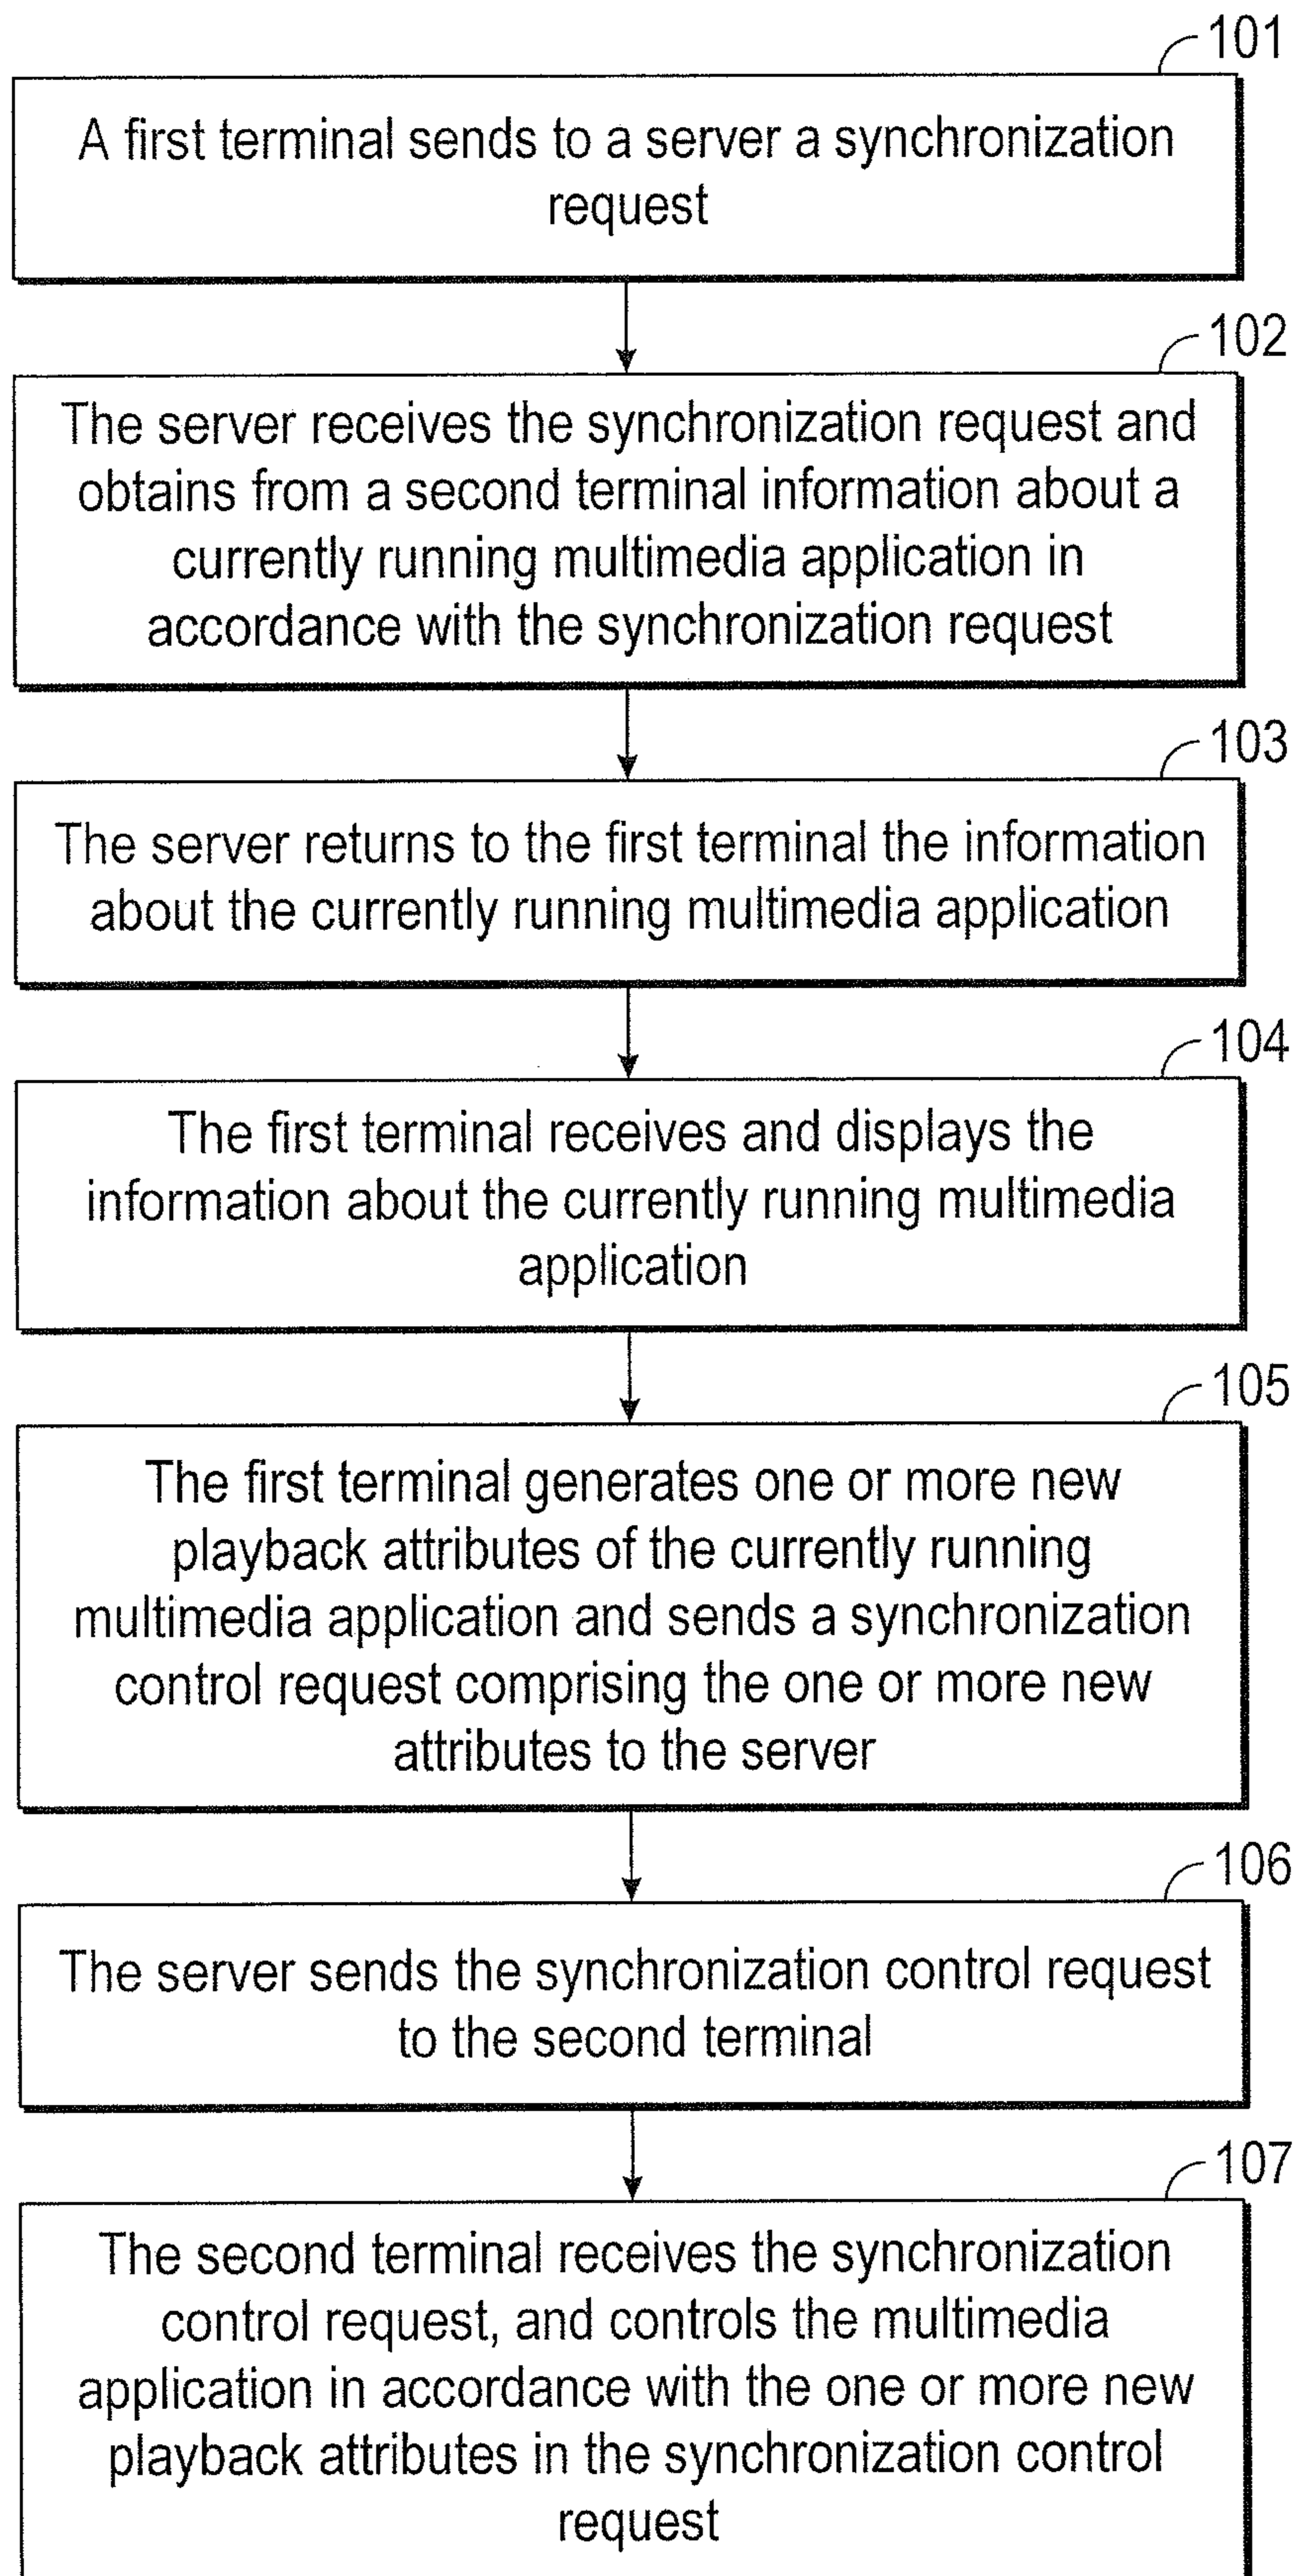 101
A first terminal sends to a server a synchronization
request
102
The server receives the synchronization request and
obtains from a second terminal information about a
currently running multimedia application in
accordance with the synchronization request
103
The server returns to the first terminal the information
about the currently running multimedia application
104
The first terminal receives and displays the
information about the currently running multimedia
application
105
The first terminal generates one or more new
playback attributes of the currently running
multimedia application and sends a synchronization
control request comprising the one or more new
attributes to the server
106
The server sends the synchronization control request
to the second terminal
107
The second terminal receives the synchronization
control request, and controls the multimedia
application in accordance with the one or more new
playback attributes in the synchronization control
request